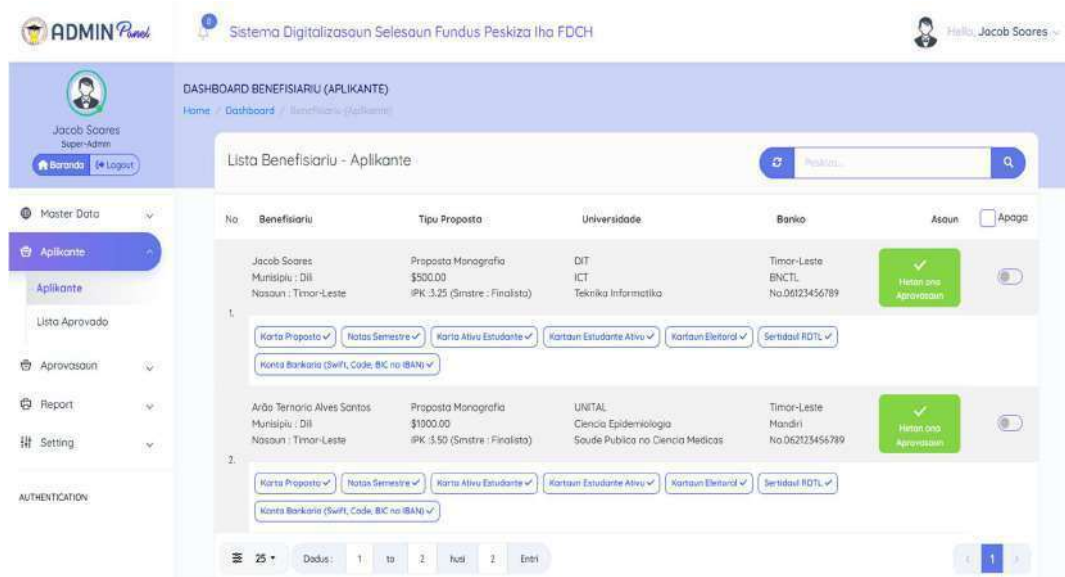 ADMIN Panel
0
Sistema Digitalizasaun Selesaun Fundus Peskiza Iha FDCH
Hello, Jacob Soares
Jacob Soares
Super-Admin
Baranda Logout
DASHBOARD BENEFISIARIU (APLIKANTE)
Home / Dashboard / Benefisiariu (Aplikante)
Master Data
Aplikante
Aplikante
Lista Aprovado
Aprovasaun
Report
Setting
AUTHENTICATION
Lista Benefisiariu - Aplikante
Peskiza...
No Benefisiariu Tipu Proposta Universidade Banko Asaun Apaga
Jacob Soares Proposta Monografia DIT Timor-Leste
Munisipiu : Dili $500.00 ICT BNCTL
Nasaun : Timor-Leste IPK :3.25 (Smstre : Finalista) Teknika Informatika No.06123456789
Hetan ona
Aprovasaun
1.
Karta Proposta Notas Semestre Karta Ativu Estudante Kartaun Estudante Ativu Kartaun Eleitoral Sertidaul RDTL
Konta Bankaria (Swift, Code, BIC no IBAN)
Arão Ternorio Alves Santos Proposta Monografia UNITAL Timor-Leste
Munisipiu : Dili $1000.00 Ciencia Epidemiologia Mandiri
Nasaun : Timor-Leste IPK :3.50 (Smstre : Finalista) Saude Publica no Ciencia Medicas No.062123456789
Hetan ona
Aprovasaun
2.
Karta Proposta Notas Semestre Karta Ativu Estudante Kartaun Estudante Ativu Kartaun Eleitoral Sertidaul RDTL
Konta Bankaria (Swift, Code, BIC no IBAN)
25 Dadus : 1 to 2 husi 2 Entri
1